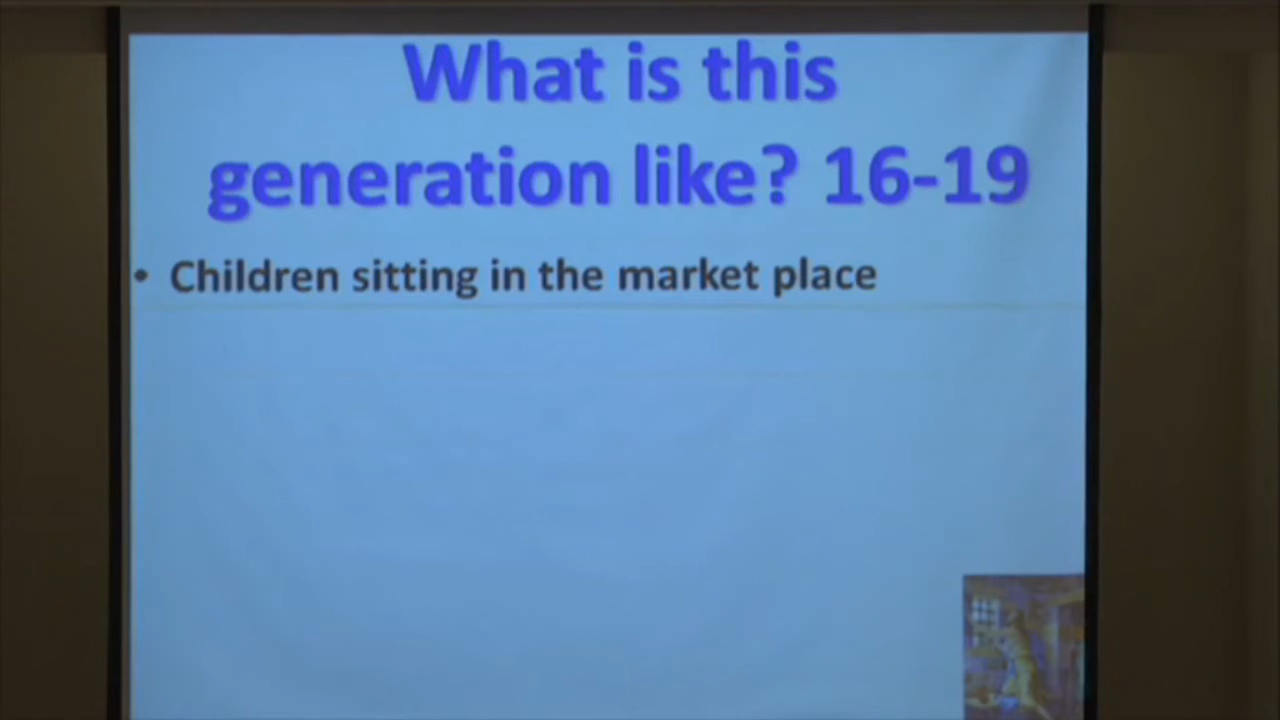 What is this
generation like? 16-19
• Children sitting in the market place